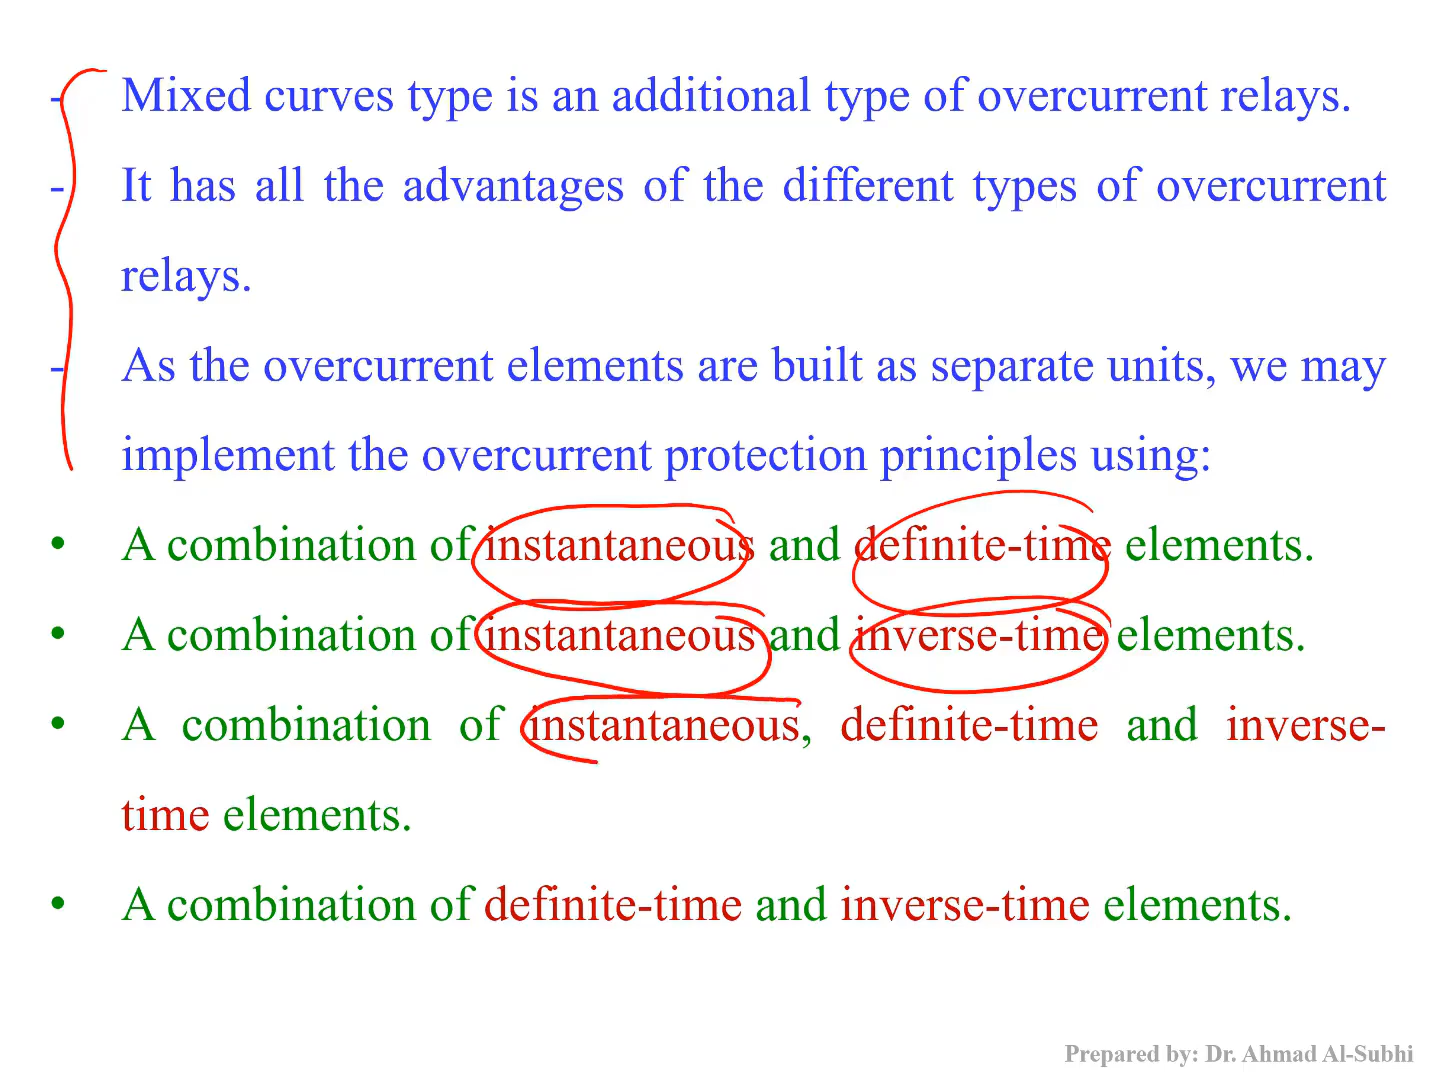 - Mixed curves type is an additional type of overcurrent relays.
- It has all the advantages of the different types of overcurrent
relays.
- As the overcurrent elements are built as separate units, we may
implement the overcurrent protection principles using:
• A combination of instantaneous and definite-time elements.
• A combination of instantaneous and inverse-time elements.
• A combination of instantaneous, definite-time and inverse-
time elements.
• A combination of definite-time and inverse-time elements.
Prepared by: Dr. Ahmad Al-Subhi